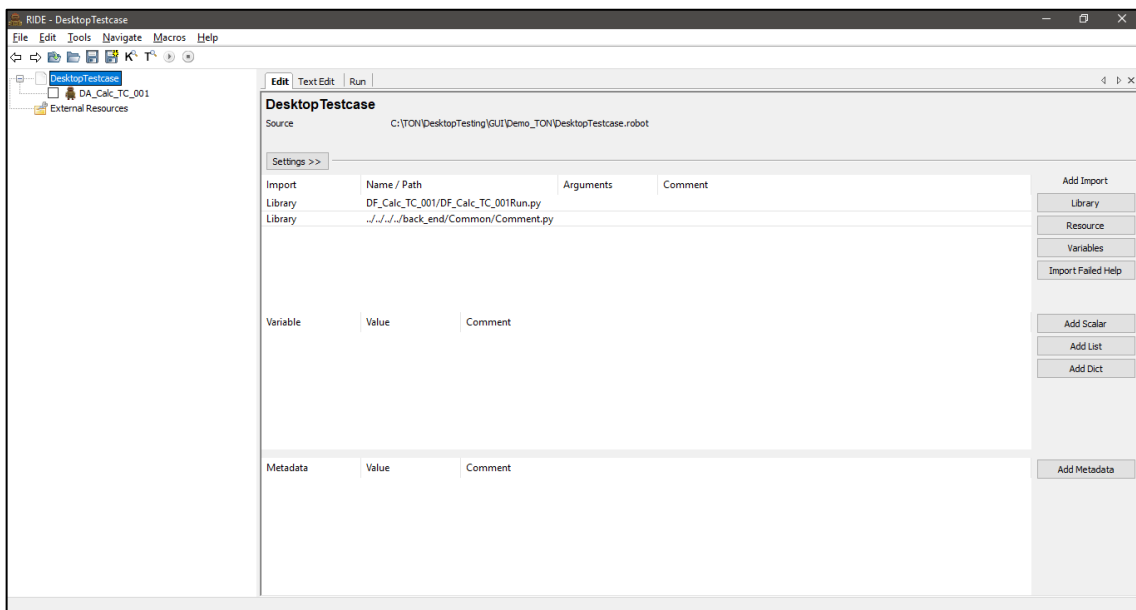 RIDE - DesktopTestcase
File Edit Tools Navigate Macros Help
DesktopTestcase
DA_Calc_TC_001
External Resources
Edit Text Edit Run
DesktopTestcase
Source C:\TON\DesktopTesting\GUI\Demo_TON\DesktopTestcase.robot
Settings >>
Import Name / Path Arguments Comment Add Import
Library DF_Calc_TC_001/DF_Calc_TC_001Run.py Library
Library ../../../../back_end/Common/Comment.py
Resource
Variables
Import Failed Help
Variable Value Comment Add Scalar
Add List
Add Dict
Metadata Value Comment Add Metadata